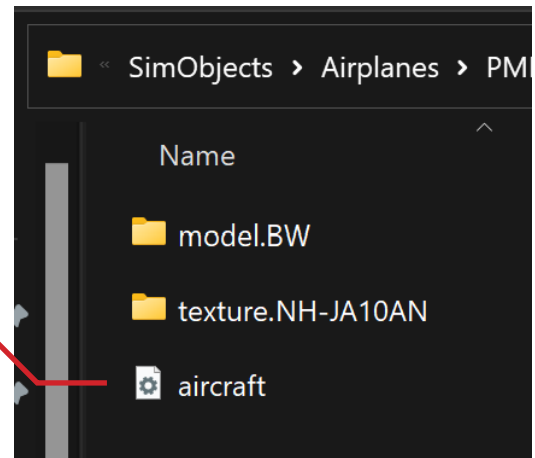 « SimObjects > Airplanes >
Name
model.BW
texture.NH-JA10AN
aircraft